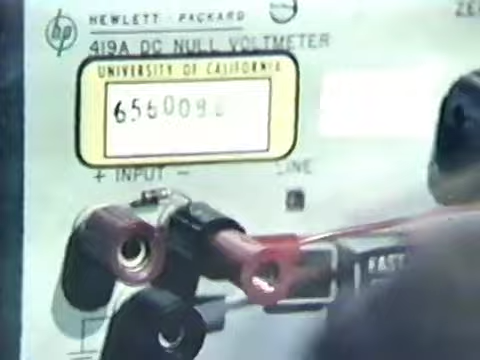 hp HEWLETT · PACKARD
419A DC NULL VOLTMETER
UNIVERSITY OF CALIFORNIA
+ INPUT −
LINE